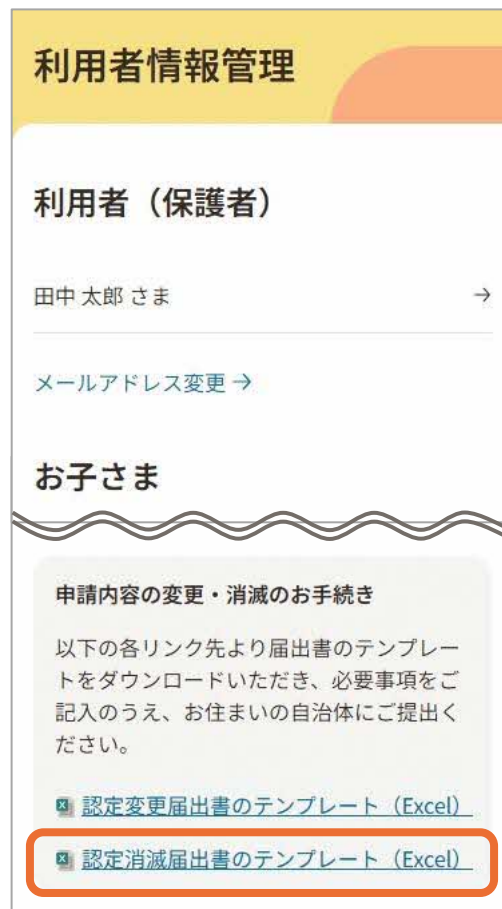 利用者情報管理
利用者（保護者）
田中 太郎 さま →
メールアドレス変更 →
お子さま
申請内容の変更・消滅のお手続き
以下の各リンク先より届出書のテンプレー
トをダウンロードいただき、必要事項をご
記入のうえ、お住まいの自治体にご提出く
ださい。
認定変更届出書のテンプレート（Excel）
認定消滅届出書のテンプレート（Excel）